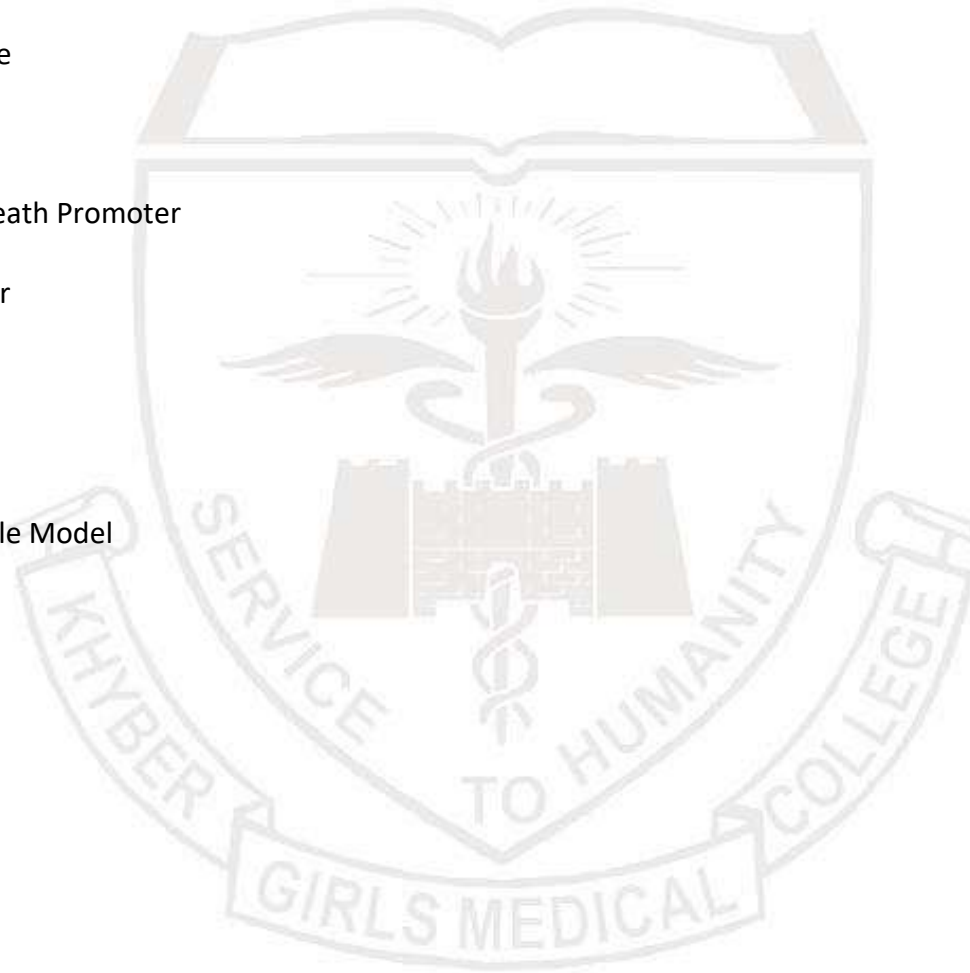 e
eath Promoter
r
le Model
SERVICE
TO
HUMANITY
KHYBER
GIRLS MEDICAL
COLLEGE